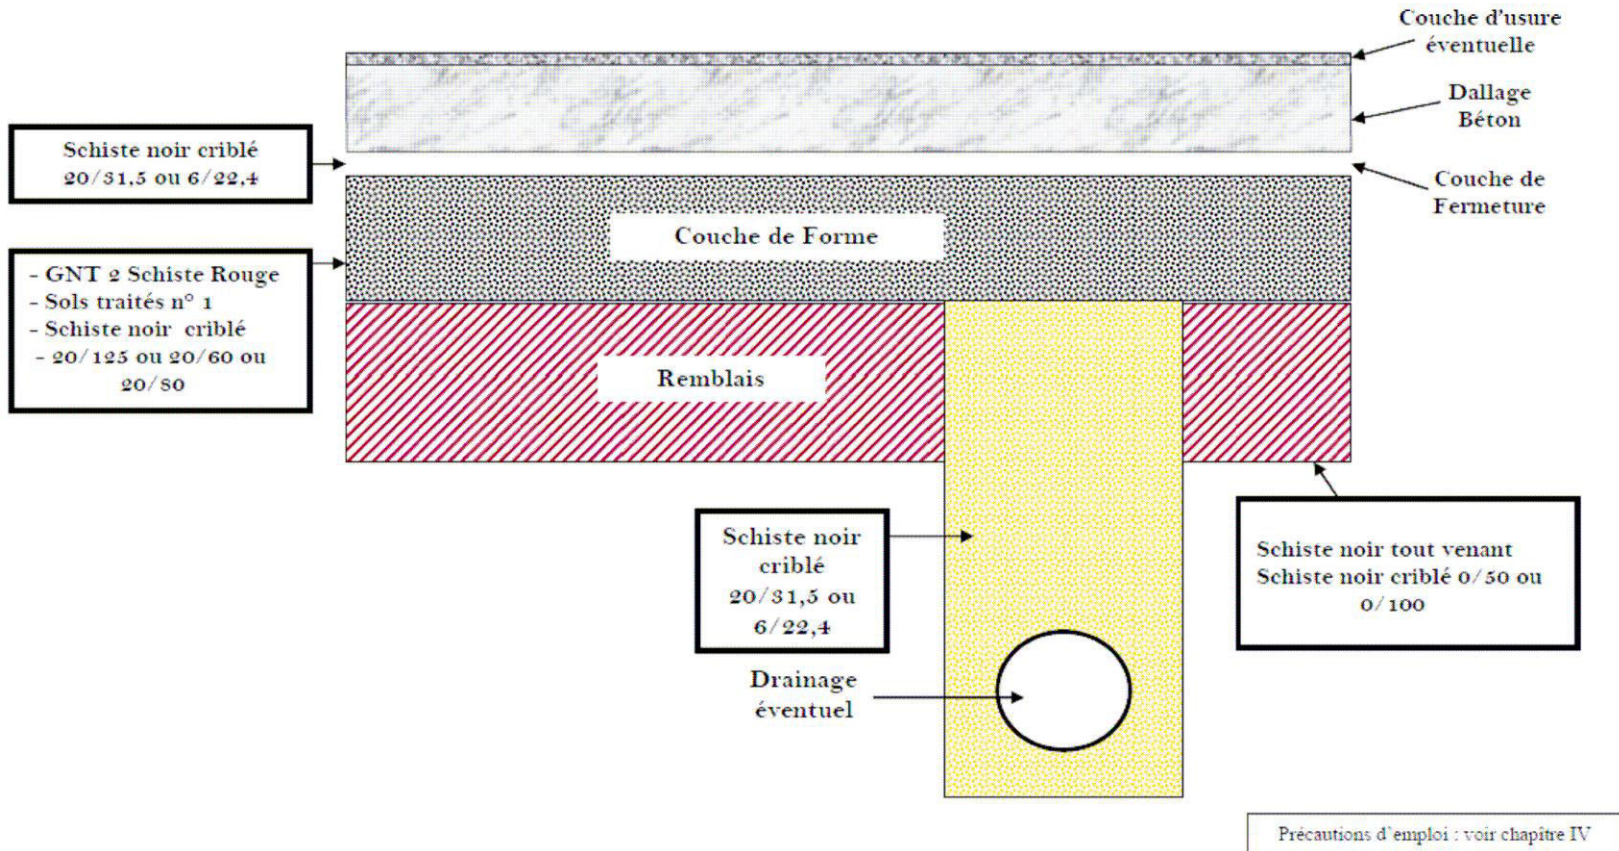 Couche d'usure
éventuelle
Dallage
Béton
Schiste noir criblé
20/31,5 ou 6/22,4
Couche de
Fermeture
Couche de Forme
- GNT 2 Schiste Rouge
- Sols traités n° 1
- Schiste noir criblé
- 20/125 ou 20/60 ou
20/80
Remblais
Schiste noir
criblé
20/31,5 ou
6/22,4
Schiste noir tout venant
Schiste noir criblé 0/50 ou
0/100
Drainage
éventuel
Précautions d'emploi : voir chapître IV